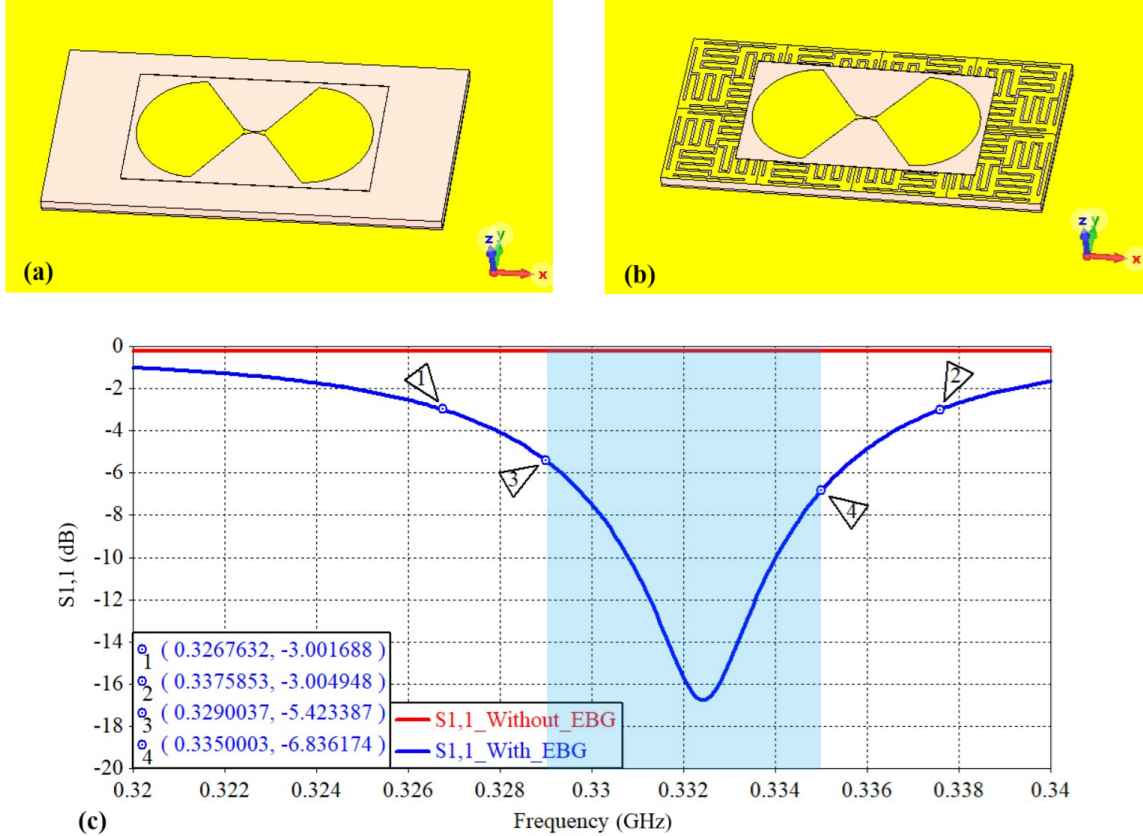 z y
x
(a)
z y
x
(b)
0
-2
-4
-6
-8
-10
-12
-14
-16
-18
-20
S1,1 (dB)
1
2
3
4
1 ( 0.3267632, -3.001688 )
2 ( 0.3375853, -3.004948 )
3 ( 0.3290037, -5.423387 )
4 ( 0.3350003, -6.836174 )
S1,1_Without_EBG
S1,1_With_EBG
0.32 0.322 0.324 0.326 0.328 0.33 0.332 0.334 0.336 0.338 0.34
(c)
Frequency (GHz)